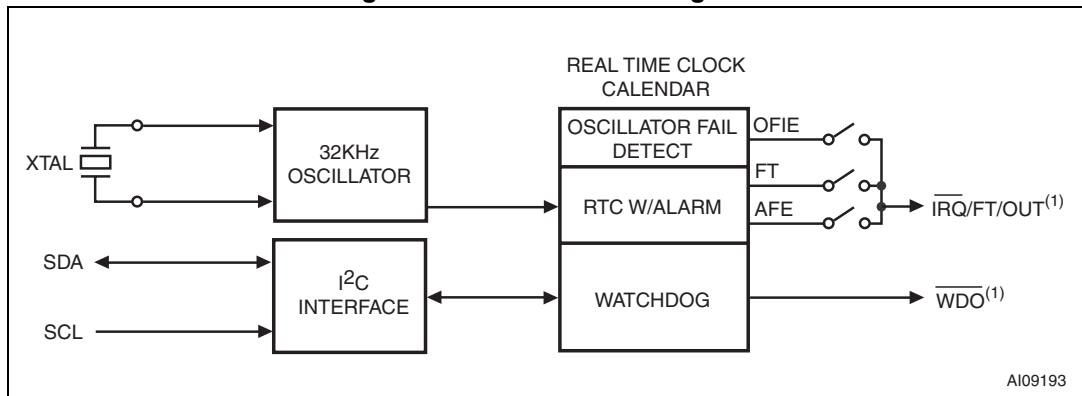 REAL TIME CLOCK
CALENDAR
OSCILLATOR FAIL
DETECT
OFIE
XTAL
32KHz
OSCILLATOR
FT
RTC W/ALARM
AFE
IRQ/FT/OUT(1)
SDA
SCL
I2C
INTERFACE
WATCHDOG
WDO(1)
AI09193